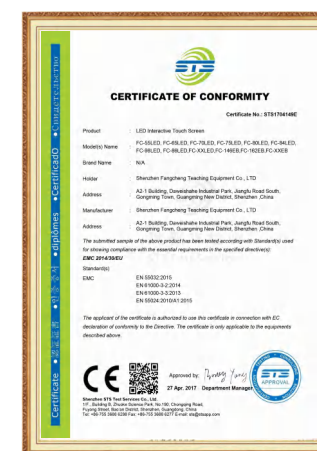 STS
CERTIFICATE OF CONFORMITY
Certificate No.: STS1704149E
Product : LED Interactive Touch Screen
Model(s) Name : FC-55LED, FC-65LED, FC-70LED, FC-75LED, FC-80LED, FC-84LED,
FC-86LED, FC-98LED,FC-XXLED,FC-146EB,FC-162EB,FC-XXEB
Brand Name : N/A
Holder : Shenzhen Fangcheng Teaching Equipment Co., LTD
Address : A2-1 Building, Daweishahe Industrial Park, Jiangfu Road South,
Gongming Town, Guangming New District, Shenzhen ,China
Manufacturer : Shenzhen Fangcheng Teaching Equipment Co., LTD
Address : A2-1 Building, Daweishahe Industrial Park, Jiangfu Road South,
Gongming Town, Guangming New District, Shenzhen ,China
The submitted sample of the above product has been tested according with Standard(s) used
for showing compliance with the essential requirements in the specified directive(s):
EMC 2014/30/EU
Standard(s)
EMC EN 55032:2015
EN 61000-3-2:2014
EN 61000-3-3:2013
EN 55024:2010/A1:2015
The applicant of the certificate is authorized to use this certificate in connection with EC
declaration of conformity to the Directive. The certificate is only applicable to the equipments
described above.
CE
Approved by:
27 Apr. 2017 Department Manager
STS
APPROVAL
Shenzhen STS Test Services Co., Ltd.
Certificate
diplômes
CertificadO
Свидетельство